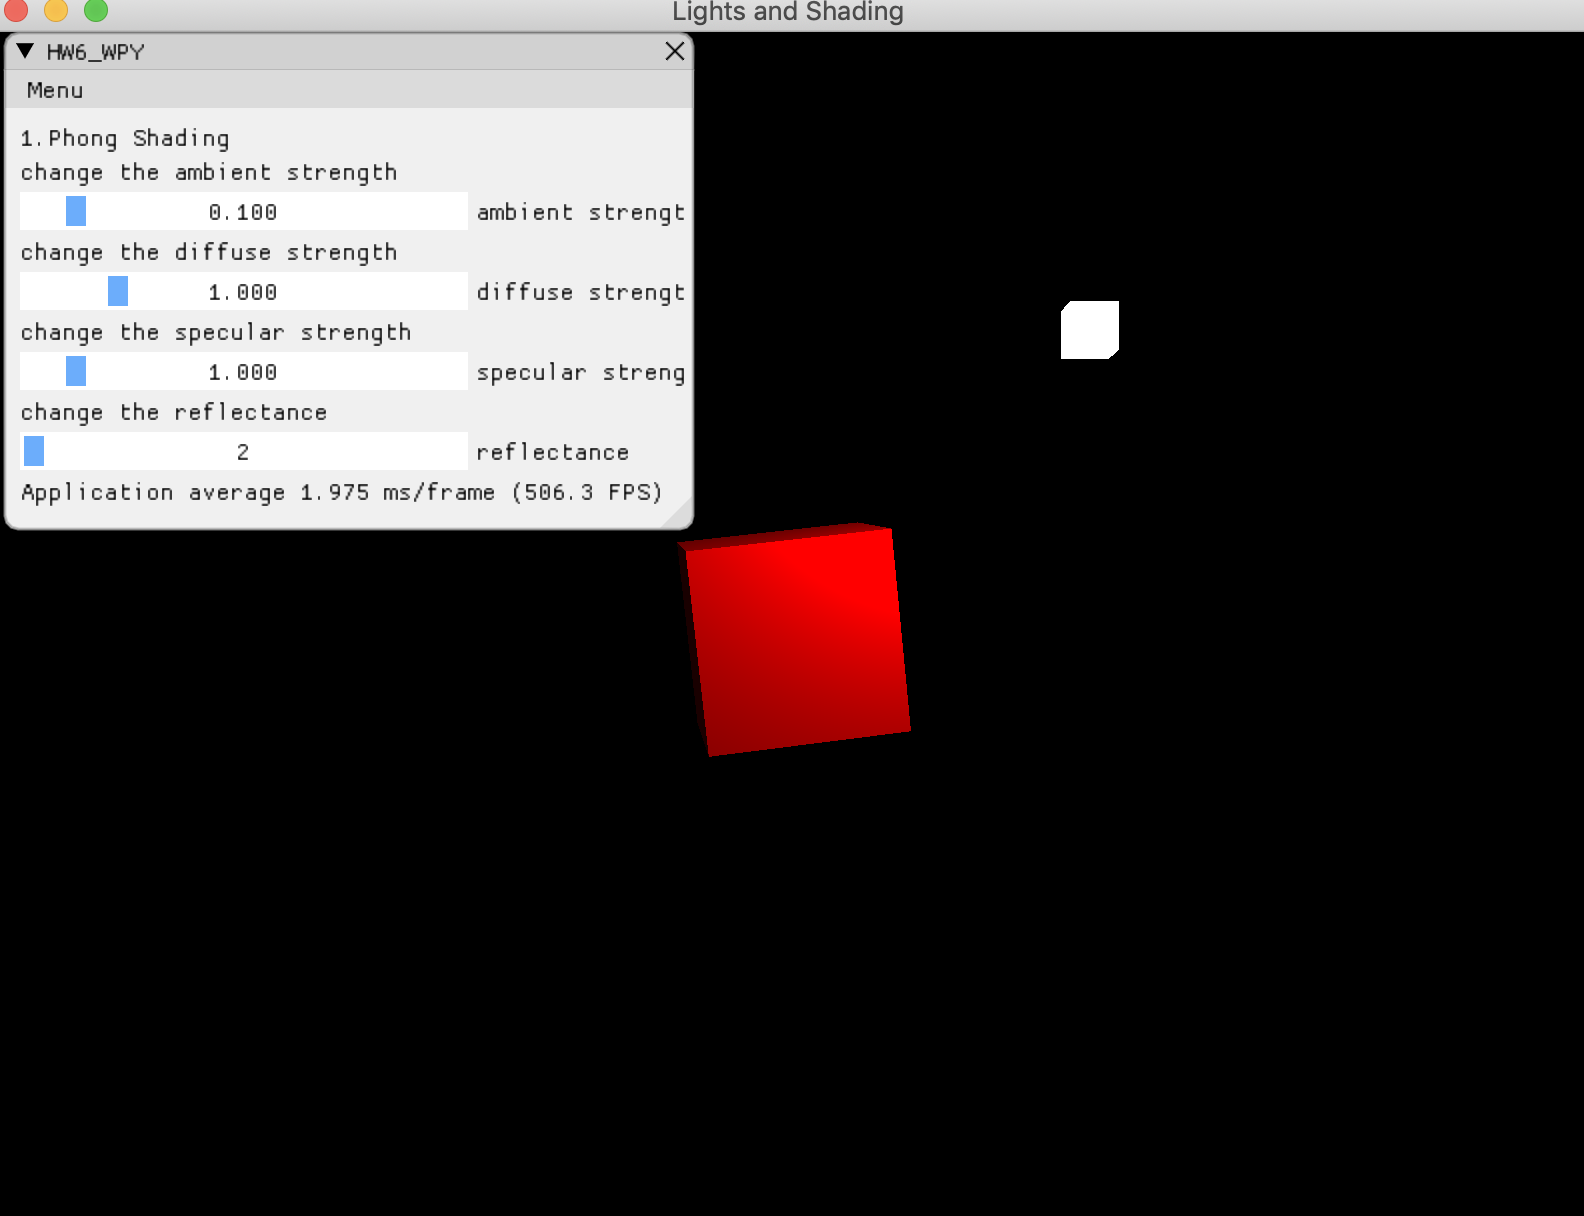 Lights and Shading
HW6_WPY
Menu
1.Phong Shading
change the ambient strength
0.100 ambient strengt
change the diffuse strength
1.000 diffuse strengt
change the specular strength
1.000 specular streng
change the reflectance
2 reflectance
Application average 1.975 ms/frame (506.3 FPS)